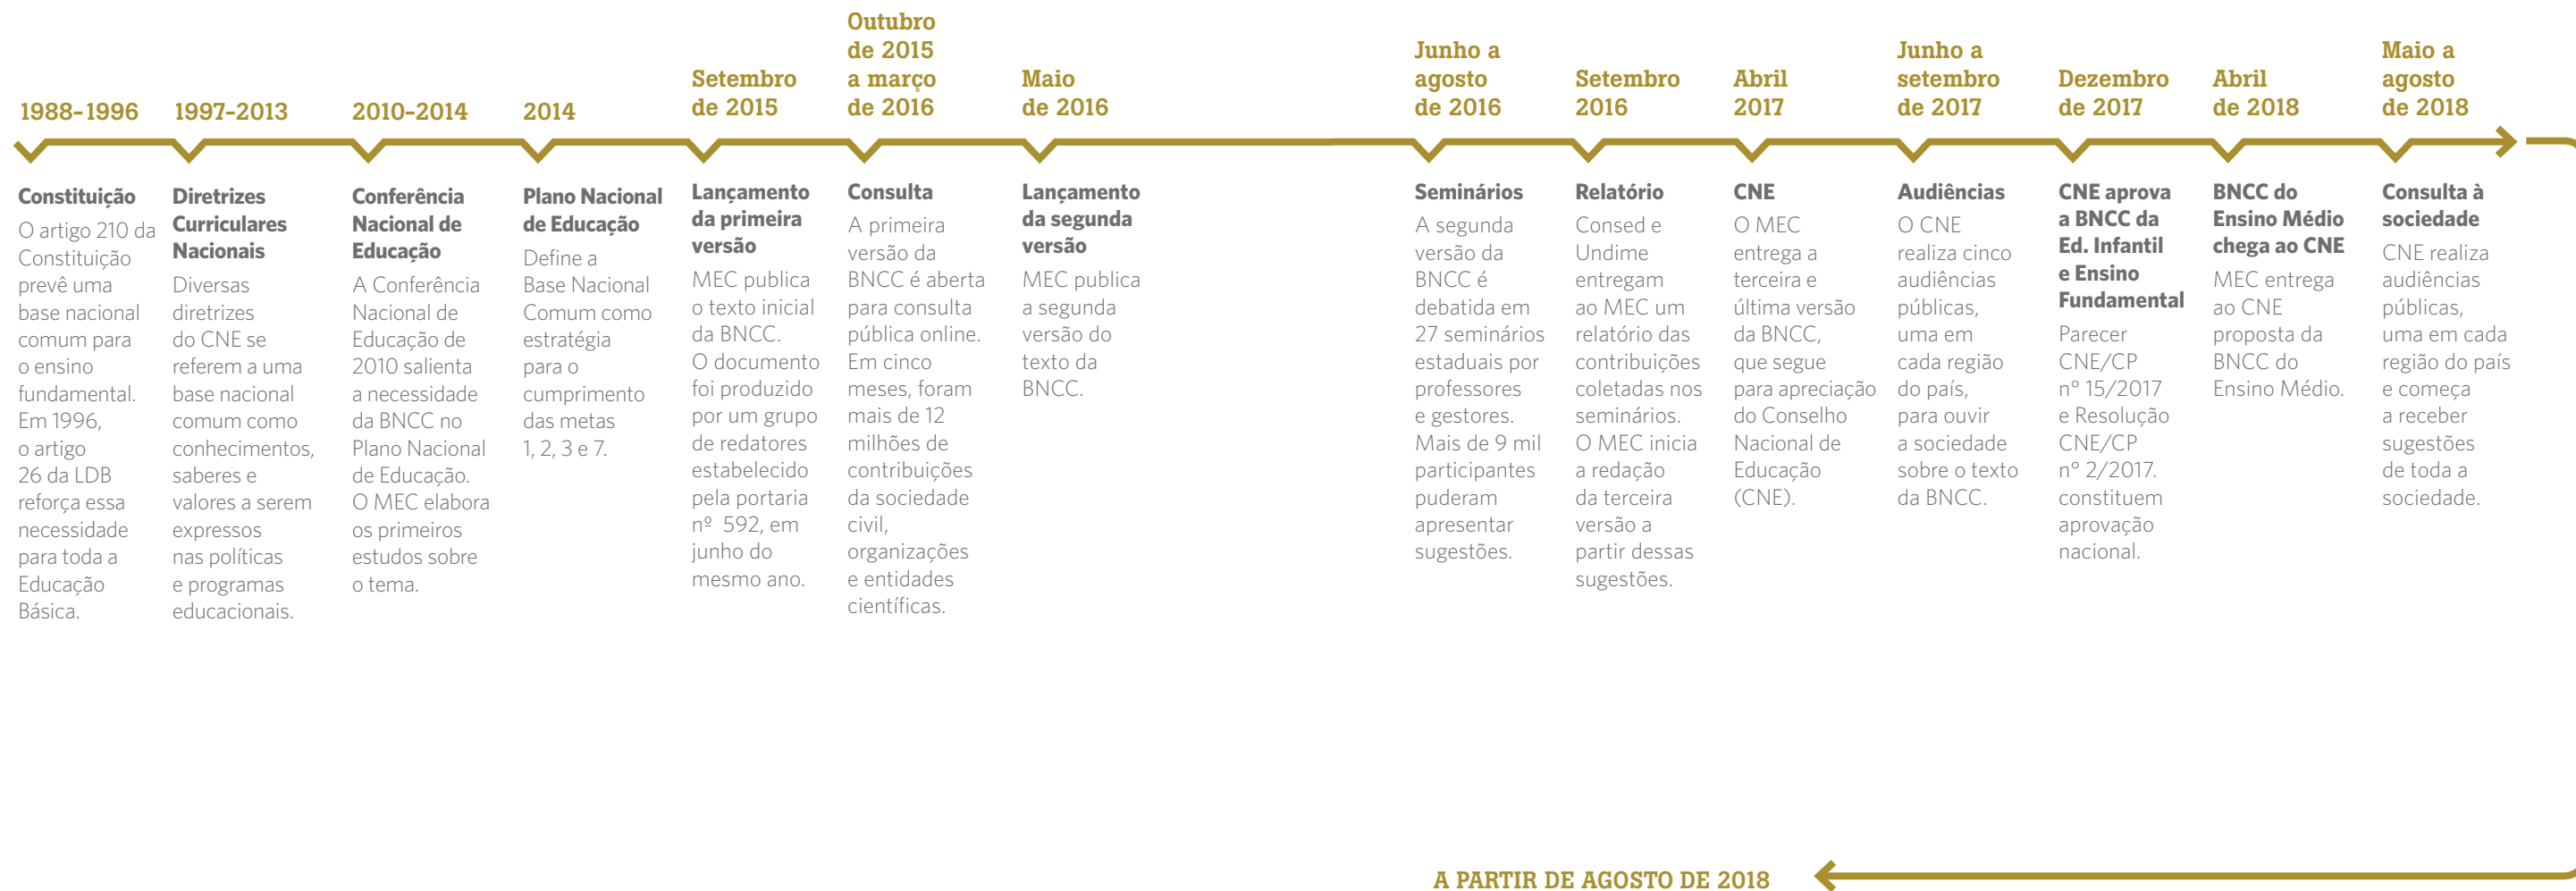 1988-1996
Constituição
O artigo 210 da
Constituição
prevê uma
base nacional
comum para
o ensino
fundamental.
Em 1996,
o artigo
26 da LDB
reforça essa
necessidade
para toda a
Educação
Básica.
1997-2013
Diretrizes
Curriculares
Nacionais
Diversas
diretrizes
do CNE se
referem a uma
base nacional
comum como
conhecimentos,
saberes e
valores a serem
expressos
nas políticas
e programas
educacionais.
2010-2014
Conferência
Nacional de
Educação
A Conferência
Nacional de
Educação de
2010 salienta
a necessidade
da BNCC no
Plano Nacional
de Educação.
O MEC elabora
os primeiros
estudos sobre
o tema.
2014
Plano Nacional
de Educação
Define a
Base Nacional
Comum como
estratégia
para o
cumprimento
das metas
1, 2, 3 e 7.
Setembro
de 2015
Lançamento
da primeira
versão
MEC publica
o texto inicial
da BNCC.
O documento
foi produzido
por um grupo
de redatores
estabelecido
pela portaria
nº 592, em
junho do
mesmo ano.
Outubro
de 2015
a março
de 2016
Consulta
A primeira
versão da
BNCC é aberta
para consulta
pública online.
Em cinco
meses, foram
mais de 12
milhões de
contribuições
da sociedade
civil,
organizações
e entidades
científicas.
Maio
de 2016
Lançamento
da segunda
versão
MEC publica
a segunda
versão do
texto da
BNCC.
Junho a
agosto
de 2016
Seminários
A segunda
versão da
BNCC é
debatida em
27 seminários
estaduais por
professores
e gestores.
Mais de 9 mil
participantes
puderam
apresentar
sugestões.
Setembro
2016
Relatório
Consed e
Undime
entregam
ao MEC um
relatório das
contribuições
coletadas nos
seminários.
O MEC inicia
a redação
da terceira
versão a
partir dessas
sugestões.
Abril
2017
CNE
O MEC
entrega a
terceira e
última versão
da BNCC,
que segue
para apreciação
do Conselho
Nacional de
Educação
(CNE).
Junho a
setembro
de 2017
Audiências
O CNE
realiza cinco
audiências
públicas,
uma em
cada região
do país,
para ouvir
a sociedade
sobre o texto
da BNCC.
Dezembro
de 2017
CNE aprova
a BNCC da
Ed. Infantil
e Ensino
Fundamental
Parecer
CNE/CP
n° 15/2017
e Resolução
CNE/CP
n° 2/2017.
constituem
aprovação
nacional.
Abril
de 2018
BNCC do
Ensino Médio
chega ao CNE
MEC entrega
ao CNE
proposta da
BNCC do
Ensino Médio.
Maio a
agosto
de 2018
Consulta à
sociedade
CNE realiza
audiências
públicas,
uma em cada
região do país
e começa
a receber
sugestões
de toda a
sociedade.
A PARTIR DE AGOSTO DE 2018